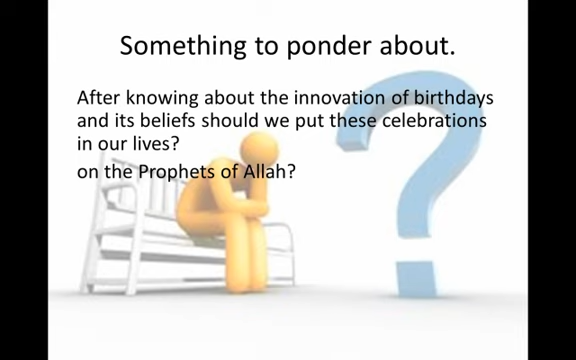 Something to ponder about.
After knowing about the innovation of birthdays
and its beliefs should we put these celebrations
in our lives?
on the Prophets of Allah?